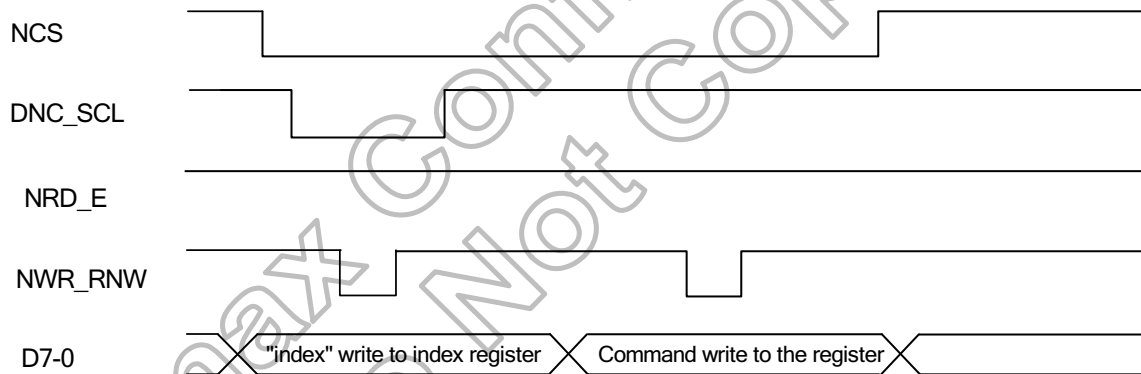 NCS
DNC_SCL
NRD_E
NWR_RNW
D7-0
"index" write to index register
Command write to the register